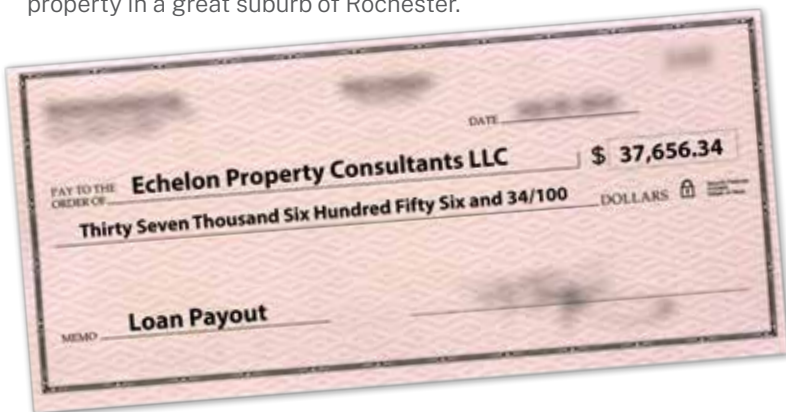 property in a great suburb of Rochester.
DATE
PAY TO THE
ORDER OF
Echelon Property Consultants LLC
$ 37,656.34
Thirty Seven Thousand Six Hundred Fifty Six and 34/100
DOLLARS
MEMO
Loan Payout